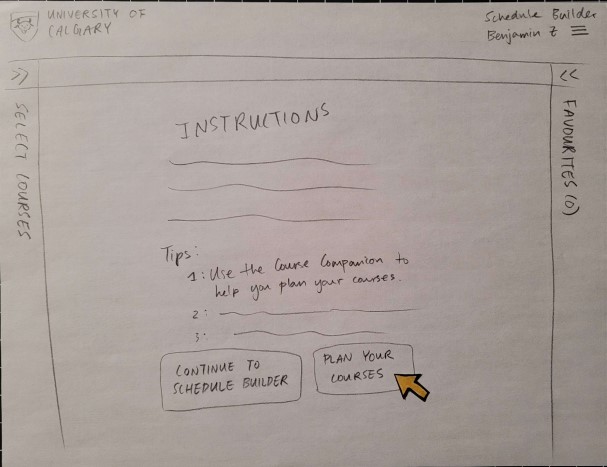 UNIVERSITY OF
CALGARY
Schedule Builder
Benjamin Z
>>
<<
SELECT COURSES
FAVOURITES (0)
INSTRUCTIONS
Tips:
1: Use the Course Companion to
help you plan your courses.
2:
3:
CONTINUE TO
SCHEDULE BUILDER
PLAN YOUR
COURSES